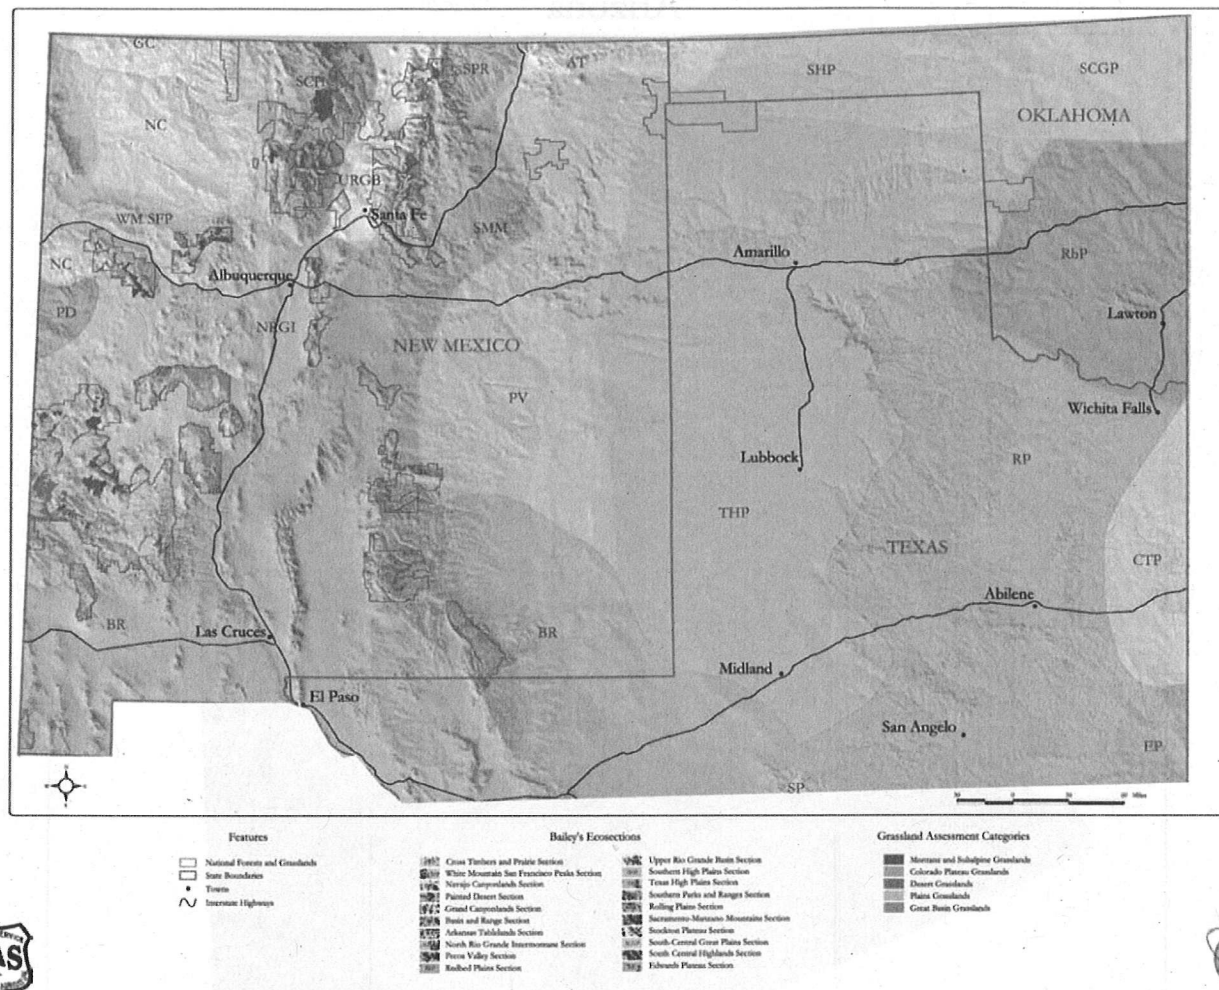 GC
SCH
SPR
AT
SHP
SCGP
OKLAHOMA
NC
URGB
Santa Fe
WM SFP
SMM
NC
Albuquerque
Amarillo
RbP
PD
Lawton
NRGI
NEW MEXICO
PV
Wichita Falls
Lubbock
RP
THP
TEXAS
CTP
Abilene
BR
Las Cruces
BR
Midland
El Paso
San Angelo
EP
SP
Miles
Features
National Forests and Grasslands
State Boundaries
Towns
Interstate Highways
Bailey's Ecosections
Cross Timbers and Prairie Section
White Mountain San Francisco Peaks Section
Navajo Canyonlands Section
Painted Desert Section
Grand Canyonlands Section
Basin and Range Section
Arkansas Tablelands Section
North Rio Grande Intermontane Section
Pecos Valley Section
Redbed Plains Section
Upper Rio Grande Basin Section
Southern High Plains Section
Texas High Plains Section
Southern Parks and Ranges Section
Rolling Plains Section
Sacramento-Manzano Mountains Section
Stockton Plateau Section
South-Central Great Plains Section
South Central Highlands Section
Edwards Plateau Section
Grassland Assessment Categories
Montane and Subalpine Grasslands
Colorado Plateau Grasslands
Desert Grasslands
Plains Grasslands
Great Basin Grasslands